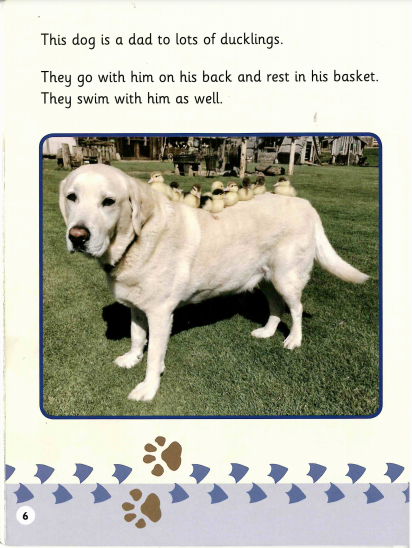 This dog is a dad to lots of ducklings.
They go with him on his back and rest in his basket.
They swim with him as well.
6